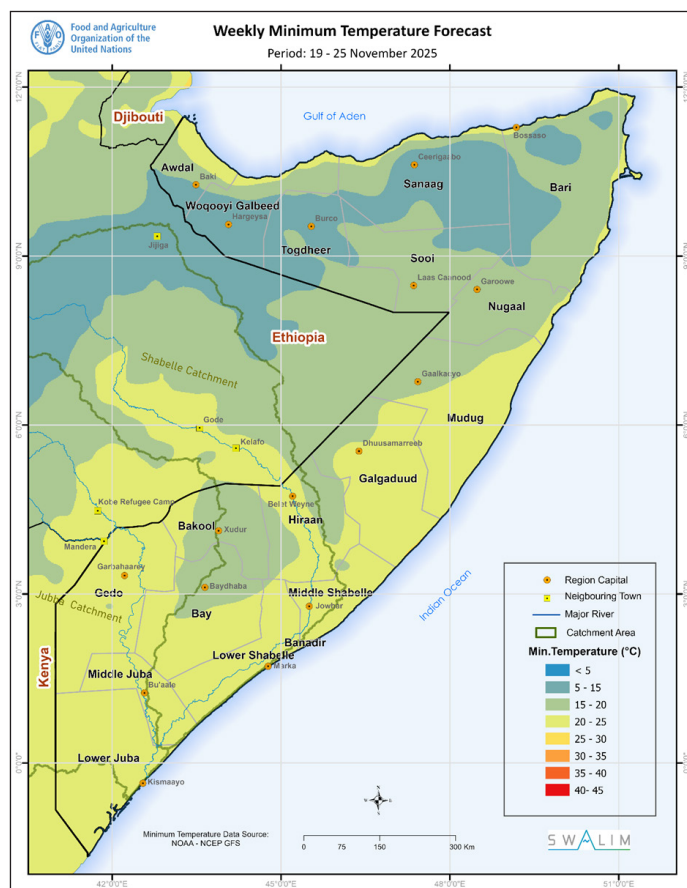 FAO
FIAT PANIS
Food and Agriculture
Organization of the
United Nations
Weekly Minimum Temperature Forecast
Period: 19 - 25 November 2025
12°0'0"N
Djibouti
Gulf of Aden
Bossaso
Ceerigaabo
Awdal
Sanaag
Bari
Baki
Woqooyi Galbeed
Hargeysa
Burco
Jijiga
Togdheer
9°0'0"N
Sool
Laas Caanood
Garoowe
Nugaal
Ethiopia
Shabelle Catchment
Gaalkacyo
Mudug
6°0'0"N
Gode
Kelafo
Dhuusamarreeb
Galgaduud
Kobe Refugee Camp
Belet Weyne
Hiraan
Bakool
Xudur
Mandera
Garbahaarey
Gedo
Baydhaba
3°0'0"N
Jubba Catchment
Middle Shabelle
Jowhar
Bay
Indian Ocean
Banadir
Lower Shabelle
Marka
Kenya
Middle Juba
Bu'aale
Lower Juba
0°0'0"
Kismaayo
Region Capital
Neigbouring Town
Major River
Catchment Area
Min.Temperature (°C)
< 5
5 - 15
15 - 20
20 - 25
25 - 30
30 - 35
35 - 40
40- 45
N
W
E
S
Minimum Temperature Data Source:
NOAA - NCEP GFS
0 75 150 300 Km
SWALIM
42°0'0"E 45°0'0"E 48°0'0"E 51°0'0"E